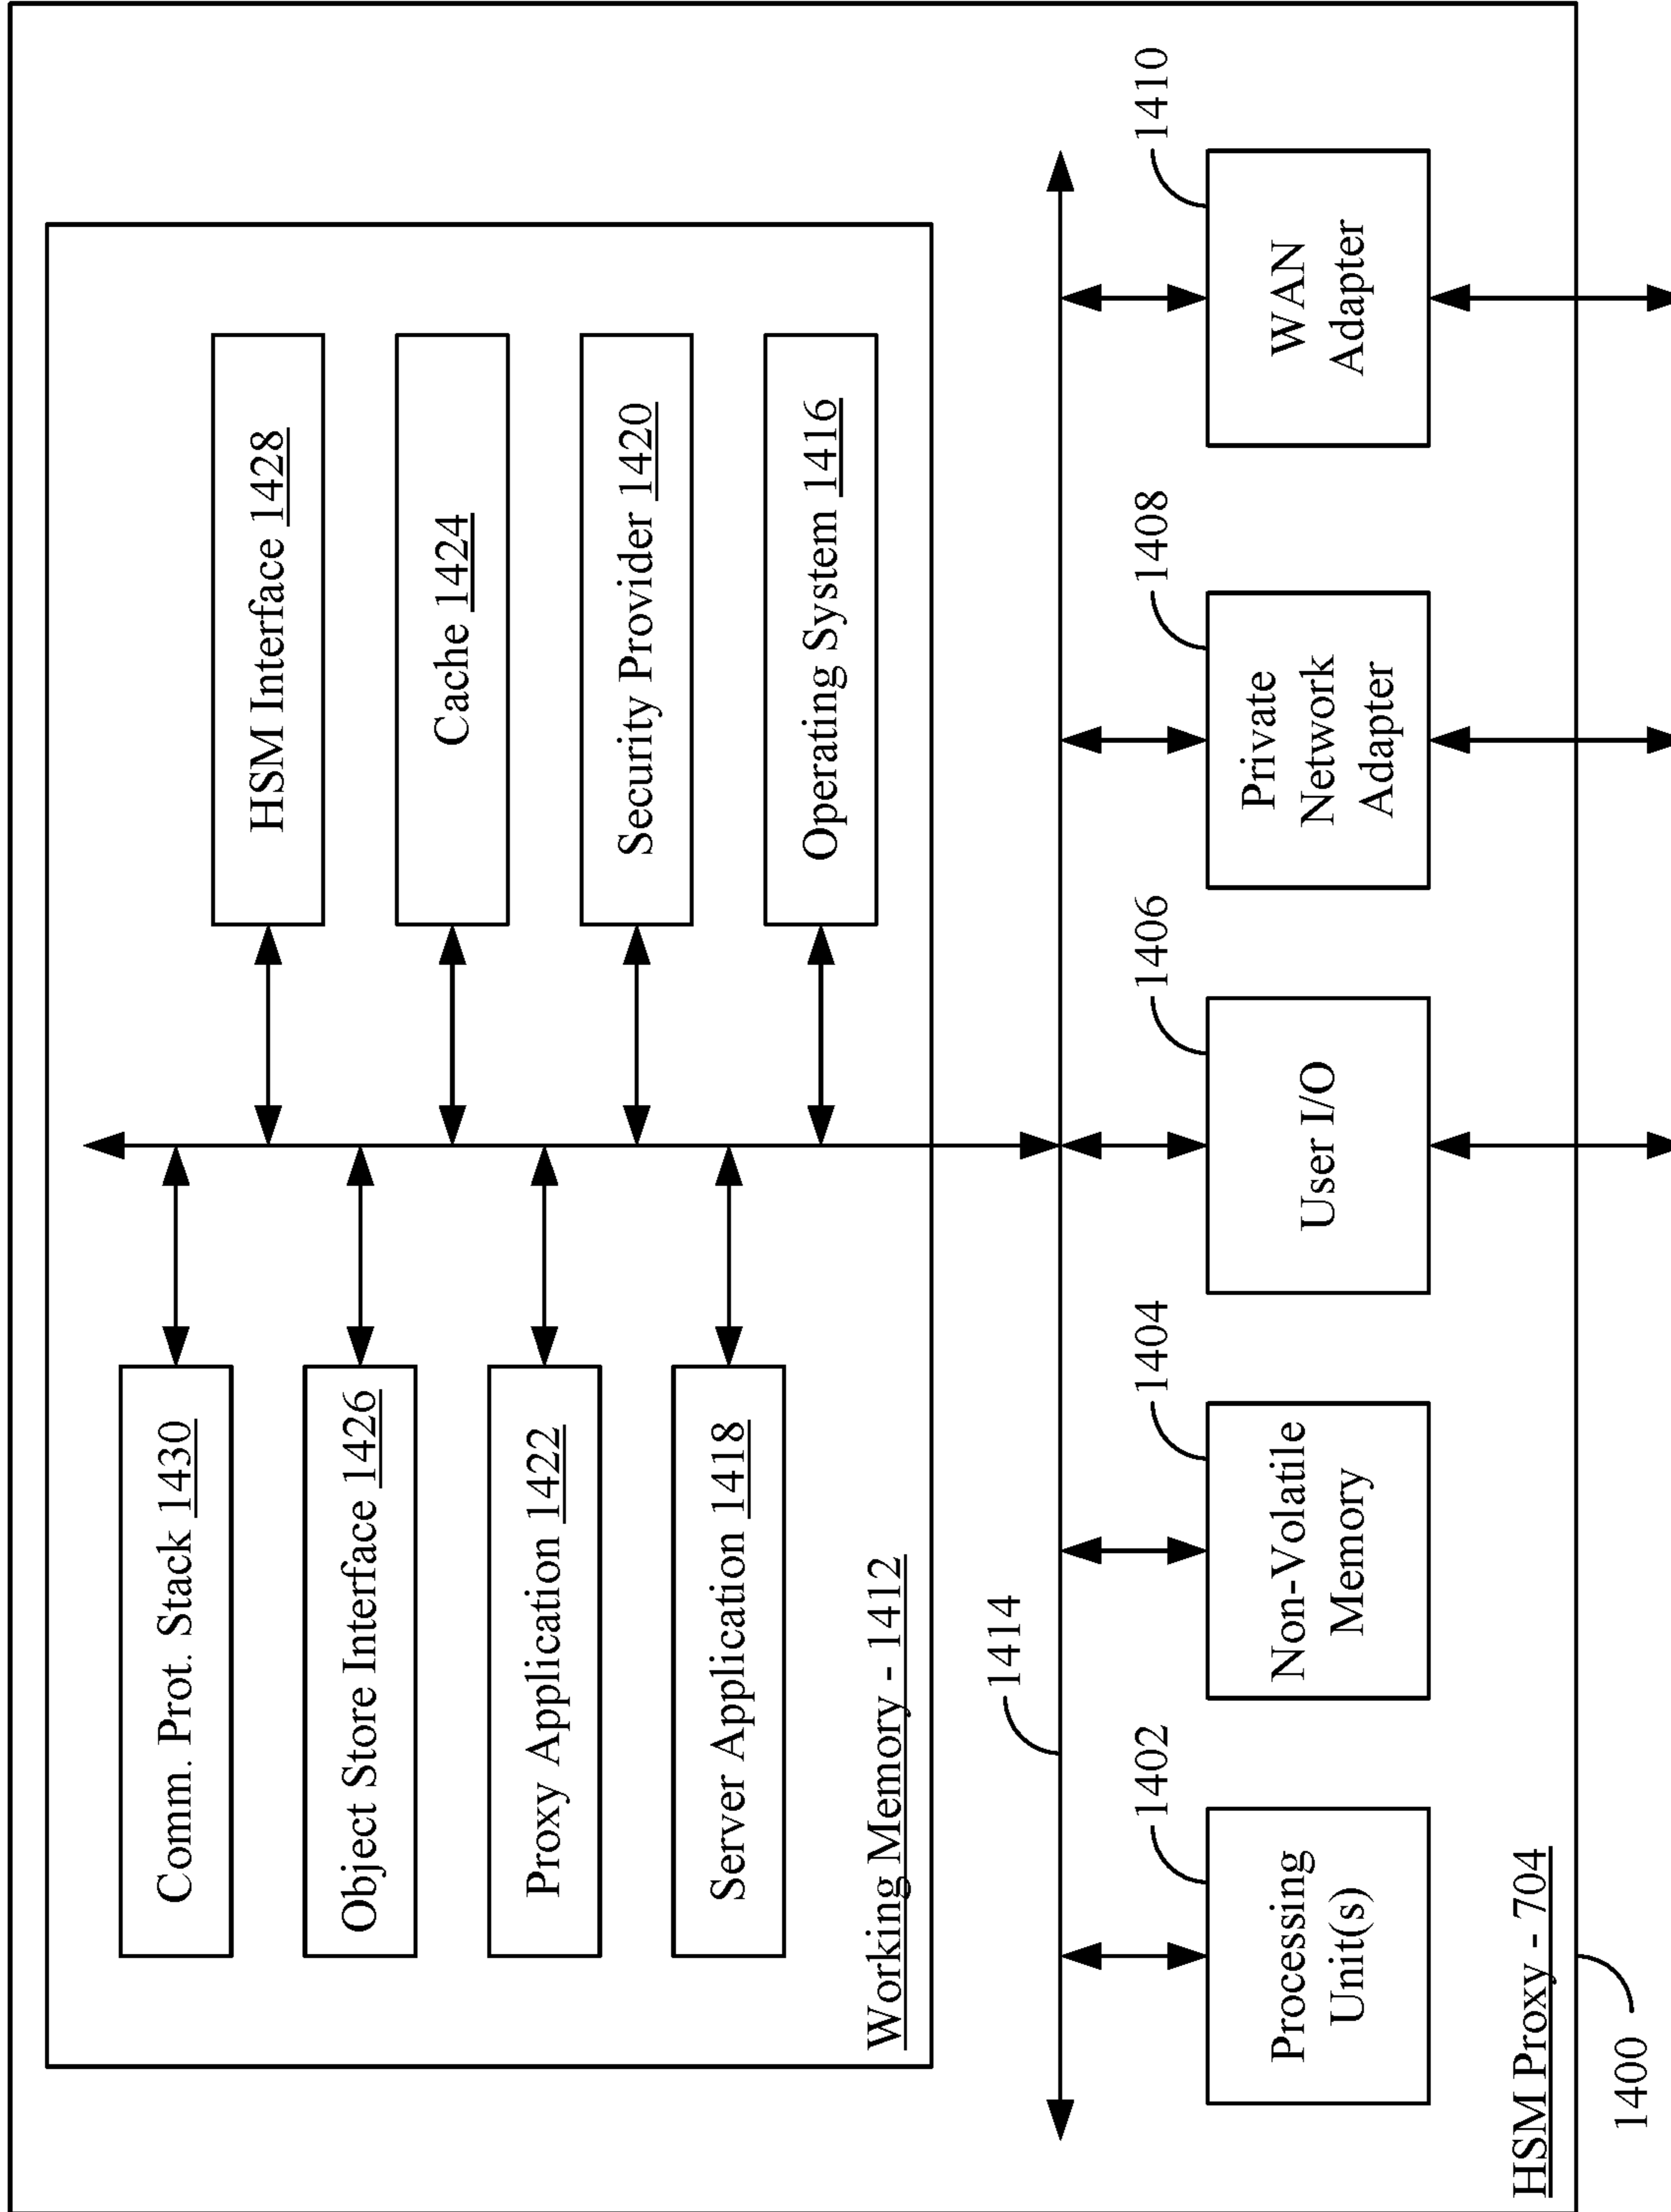 Comm. Prot. Stack 1430
HSM Interface 1428
Object Store Interface 1426
Cache 1424
Proxy Application 1422
Security Provider 1420
Server Application 1418
Operating System 1416
Working Memory - 1412
1414
1402
1404
1406
1408
1410
Processing
Unit(s)
Non-Volatile
Memory
User I/O
Private
Network
Adapter
WAN
Adapter
HSM Proxy - 704
1400